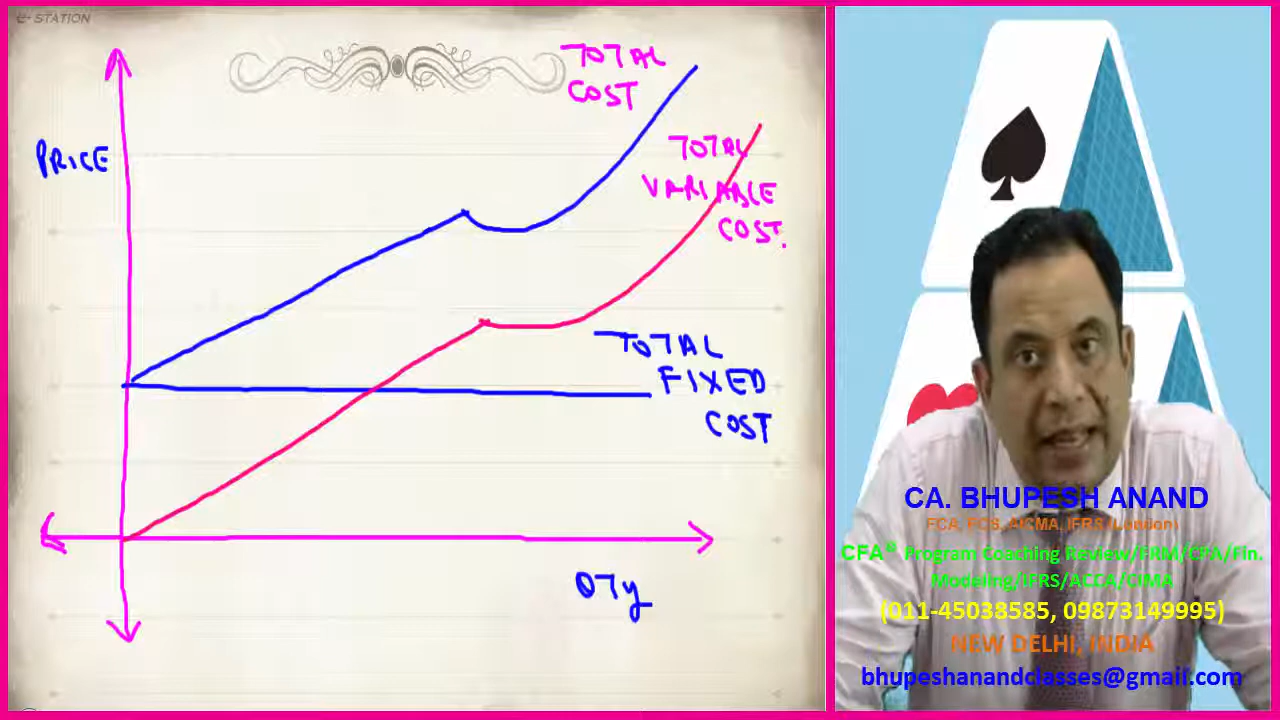 e- STATION
TOTAL
COST
PRICE
TOTAL
VARIABLE
COST.
TOTAL
FIXED
COST
QTy
CA. BHUPESH ANAND
FCA, FCS, AICMA, IFRS (London)
CFA® Program Coaching Review/FRM/CPA/Fin.
Modeling/IFRS/ACCA/CIMA
(011-45038585, 09873149995)
NEW DELHI, INDIA
bhupeshanandclasses@gmail.com